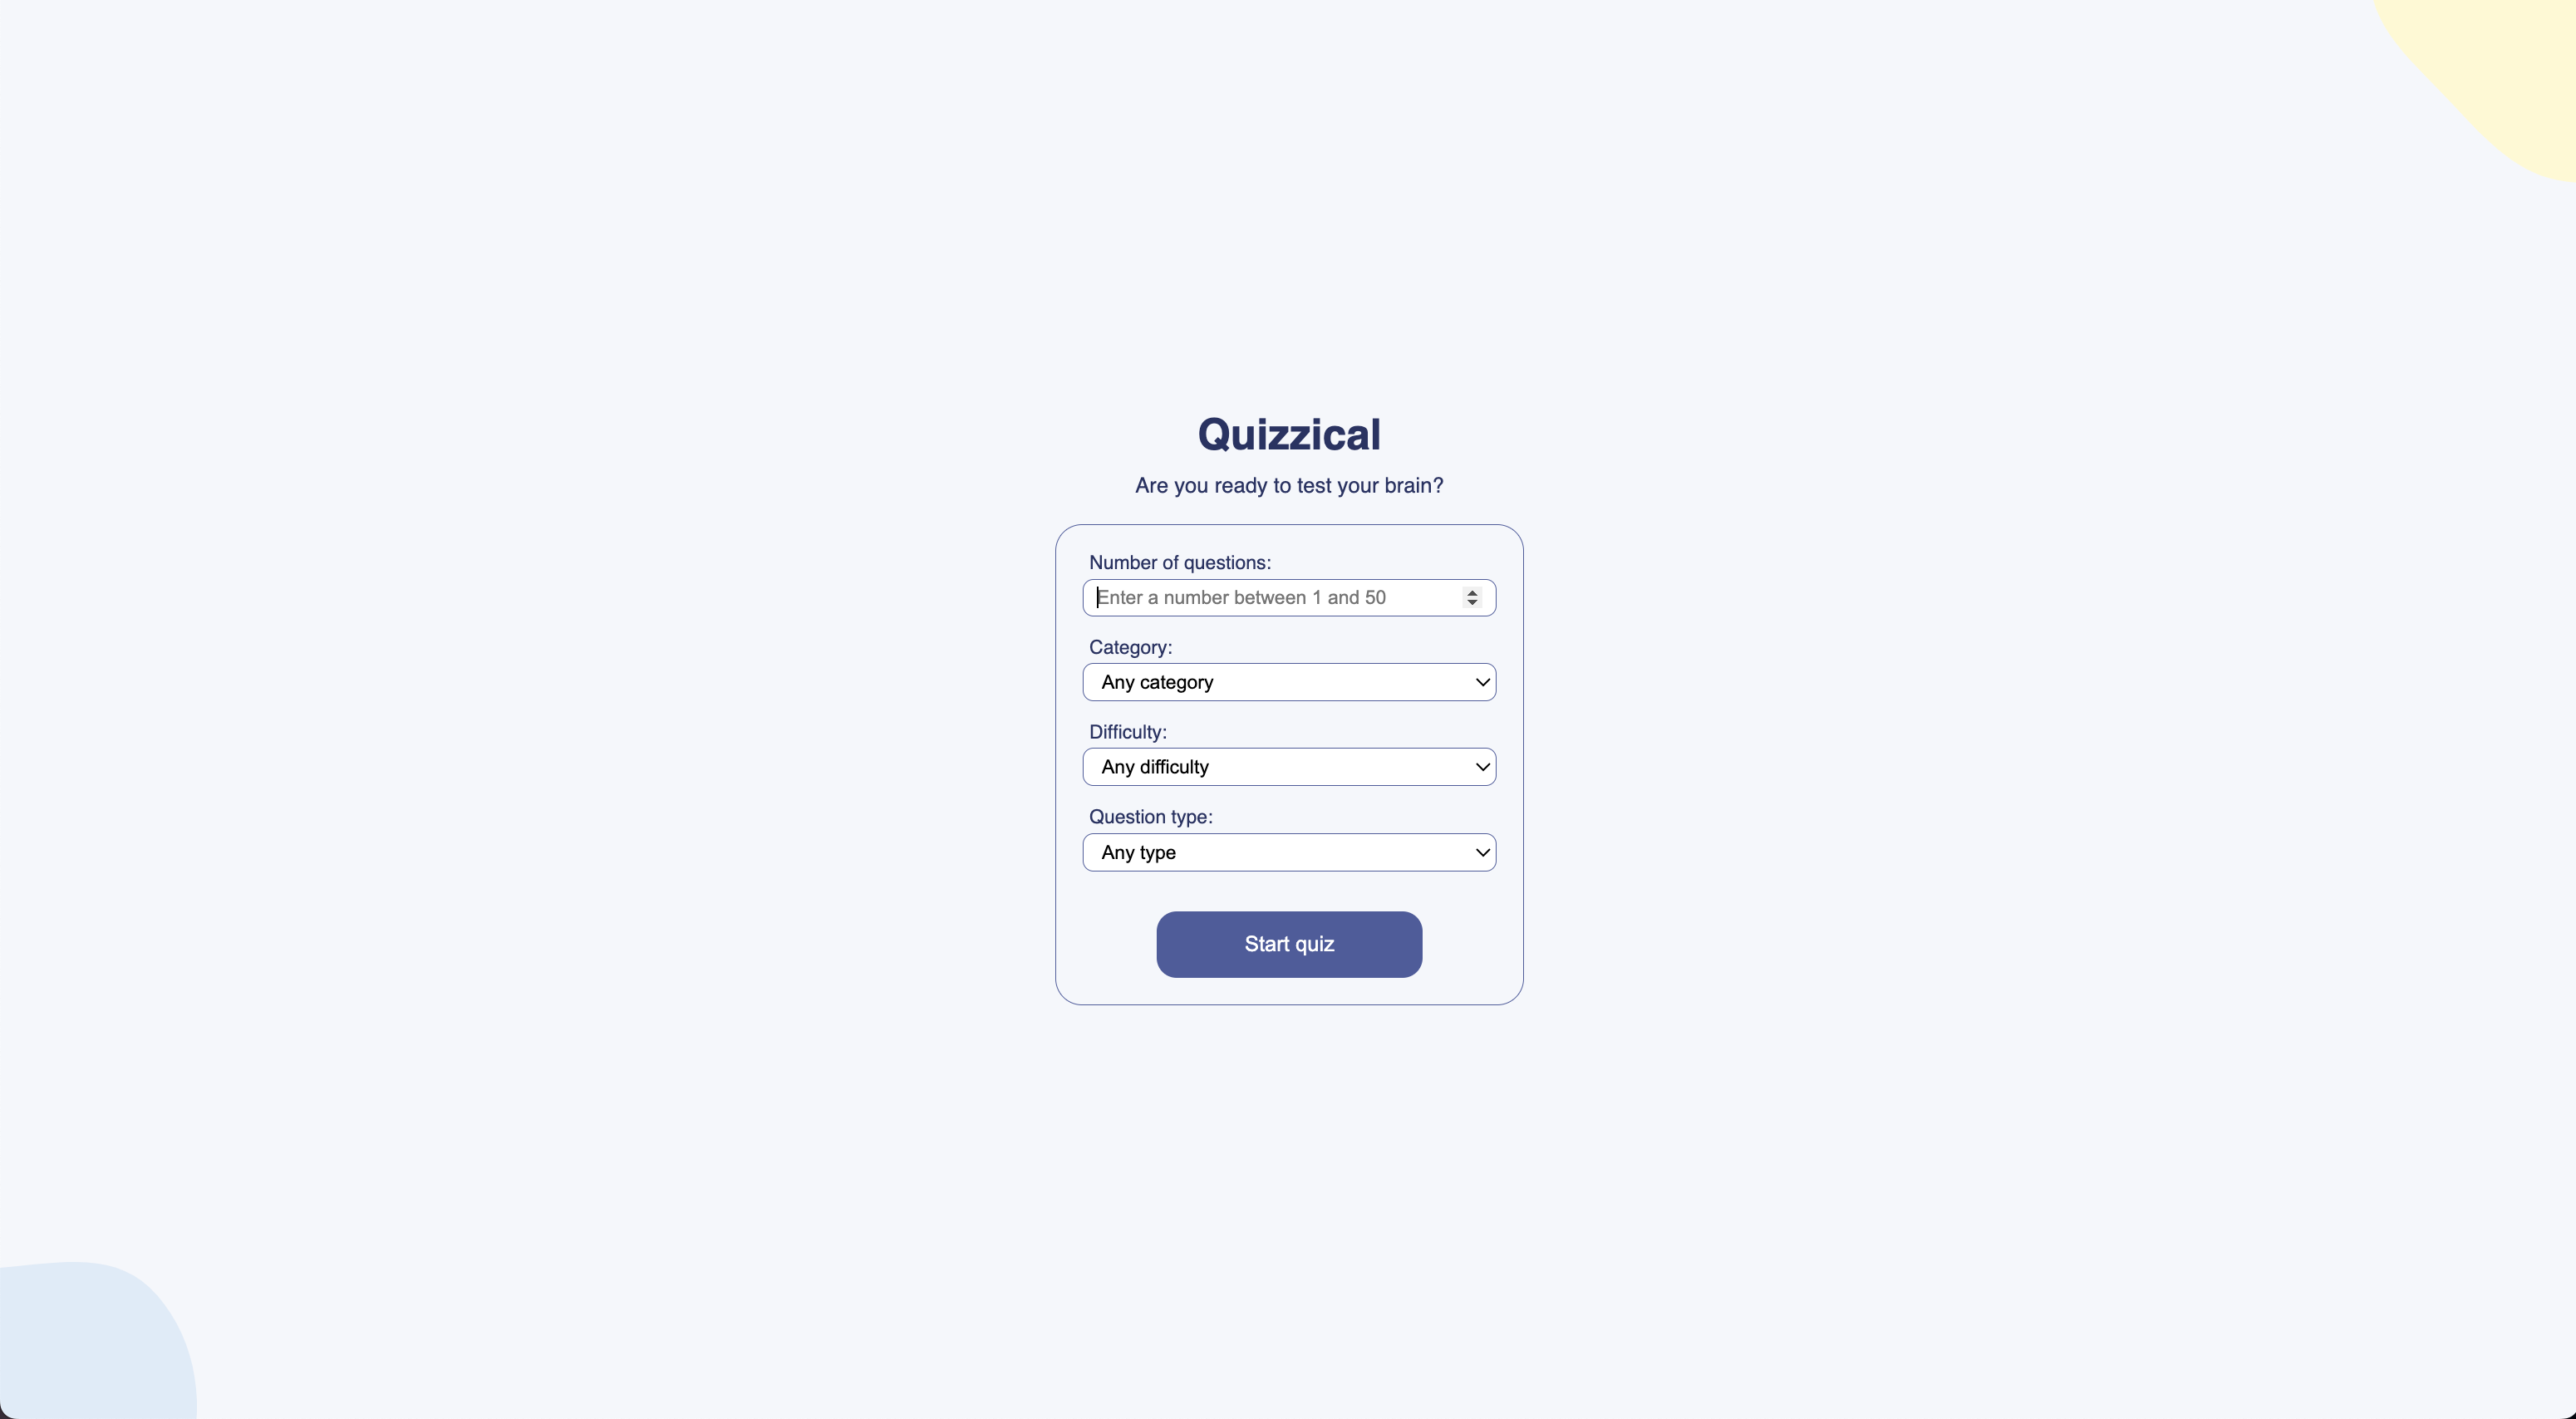 Quizzical
Are you ready to test your brain?
Number of questions:
Enter a number between 1 and 50
Category:
Any category
Difficulty:
Any difficulty
Question type:
Any type
Start quiz